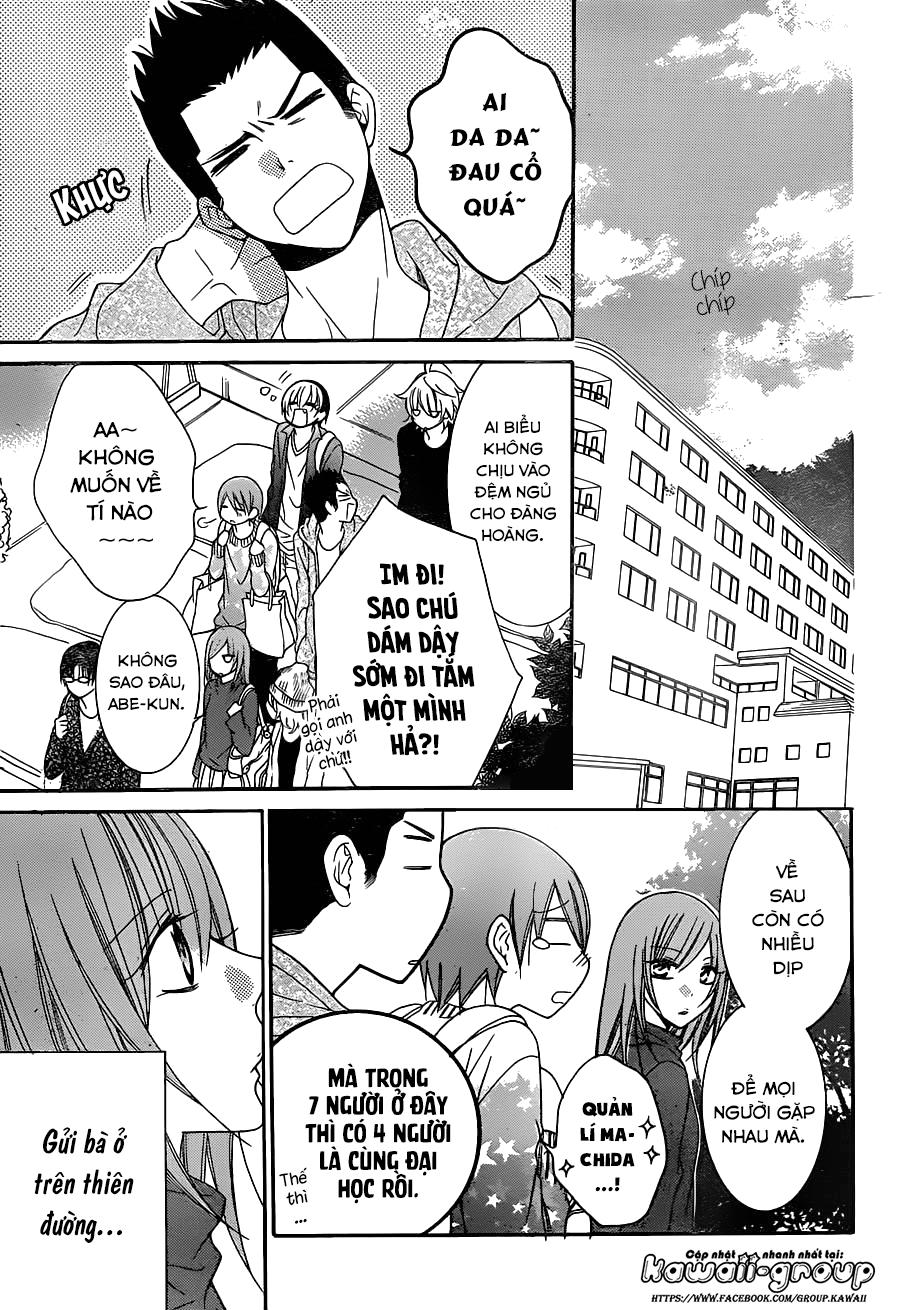 Chíp
chíp
AI
DA DA~
ĐAU CỔ
QUÁ~
KHỰC
AI BIỂU
KHÔNG
CHỊU VÀO
ĐỆM NGỦ
CHO ĐÀNG
HOÀNG.
IM ĐI!
SAO CHÚ
DÁM DẬY
SỚM ĐI TẮM
MỘT MÌNH
HẢ?!
Phải
gọi anh
dậy với
chứ!!
AA~
KHÔNG
MUỐN VỀ
TÍ NÀO
~~~~
KHÔNG
SAO ĐÂU,
ABE-KUN.
VỀ
SAU
CÒN CÓ
NHIỀU
DỊP
ĐỂ MỌI
NGƯỜI GẶP
NHAU MÀ.
QUẢN
LÍ MA-
CHIDA
...!
MÀ TRONG
7 NGƯỜI Ở ĐÂY
THÌ CÓ 4 NGƯỜI
LÀ CÙNG ĐẠI
HỌC RỒI.
Thế
thì
...
Gửi bà ở
trên thiên
đường...
Cập nhật nhanh nhất tại:
kawaii-group
HTTPS://WWW.FACEBOOK.COM/GROUP.KAWAII